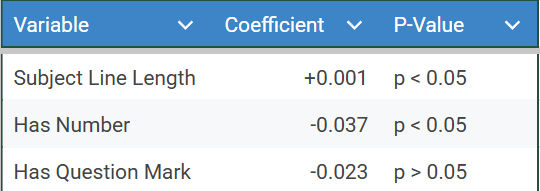 Variable Coefficient P-Value
Subject Line Length +0.001 p < 0.05
Has Number -0.037 p < 0.05
Has Question Mark -0.023 p > 0.05